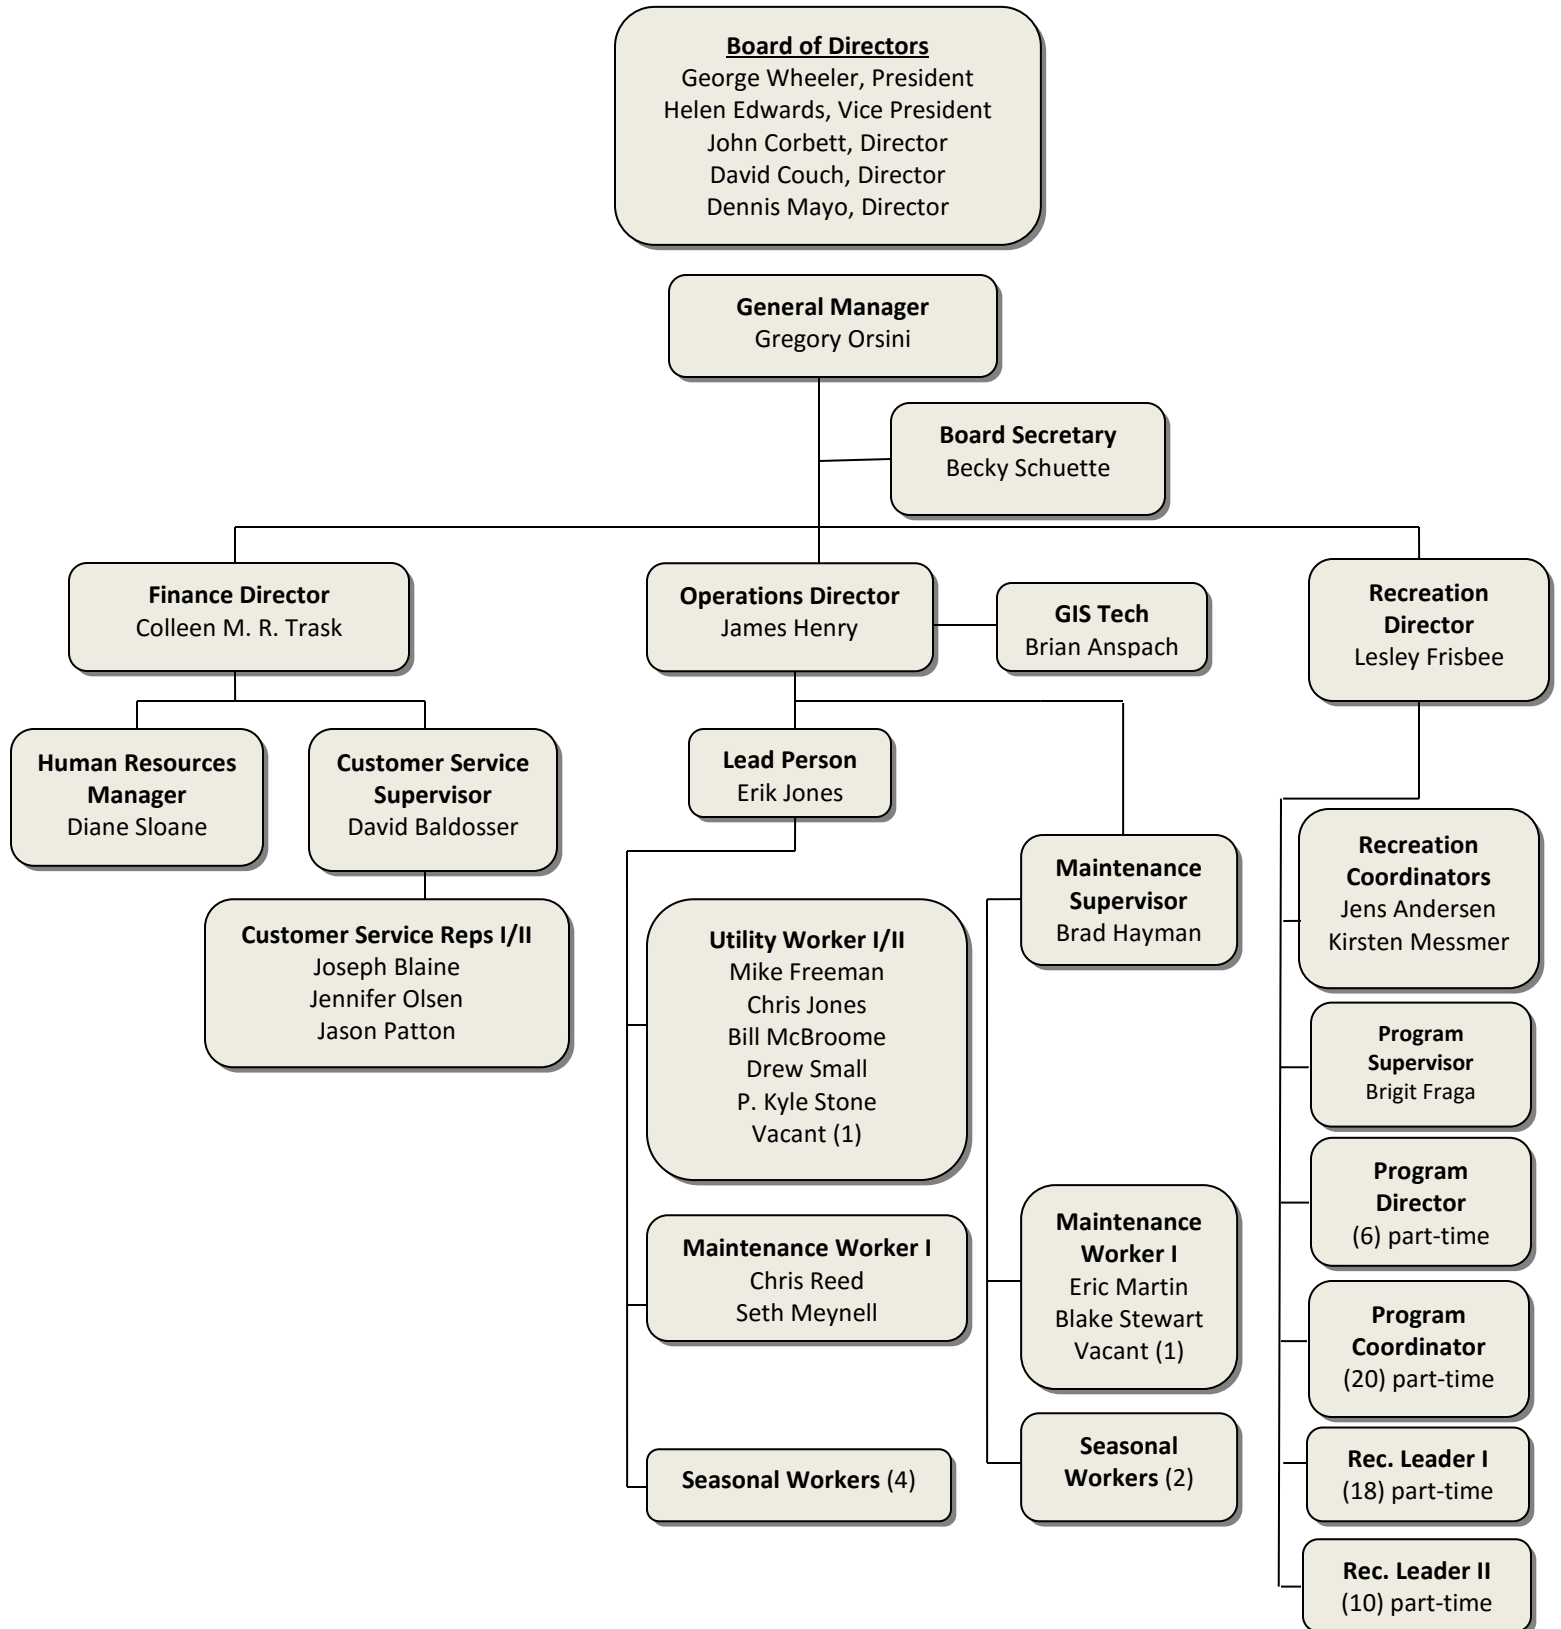 Board of Directors
George Wheeler, President
Helen Edwards, Vice President
John Corbett, Director
David Couch, Director
Dennis Mayo, Director
General Manager
Gregory Orsini
Board Secretary
Becky Schuette
Finance Director
Colleen M. R. Trask
Operations Director
James Henry
GIS Tech
Brian Anspach
Recreation
Director
Lesley Frisbee
Human Resources
Manager
Diane Sloane
Customer Service
Supervisor
David Baldosser
Customer Service Reps I/II
Joseph Blaine
Jennifer Olsen
Jason Patton
Lead Person
Erik Jones
Utility Worker I/II
Mike Freeman
Chris Jones
Bill McBroome
Drew Small
P. Kyle Stone
Vacant (1)
Maintenance Worker I
Chris Reed
Seth Meynell
Seasonal Workers (4)
Maintenance
Supervisor
Brad Hayman
Maintenance
Worker I
Eric Martin
Blake Stewart
Vacant (1)
Seasonal
Workers (2)
Recreation
Coordinators
Jens Andersen
Kirsten Messmer
Program
Supervisor
Brigit Fraga
Program
Director
(6) part-time
Program
Coordinator
(20) part-time
Rec. Leader I
(18) part-time
Rec. Leader II
(10) part-time